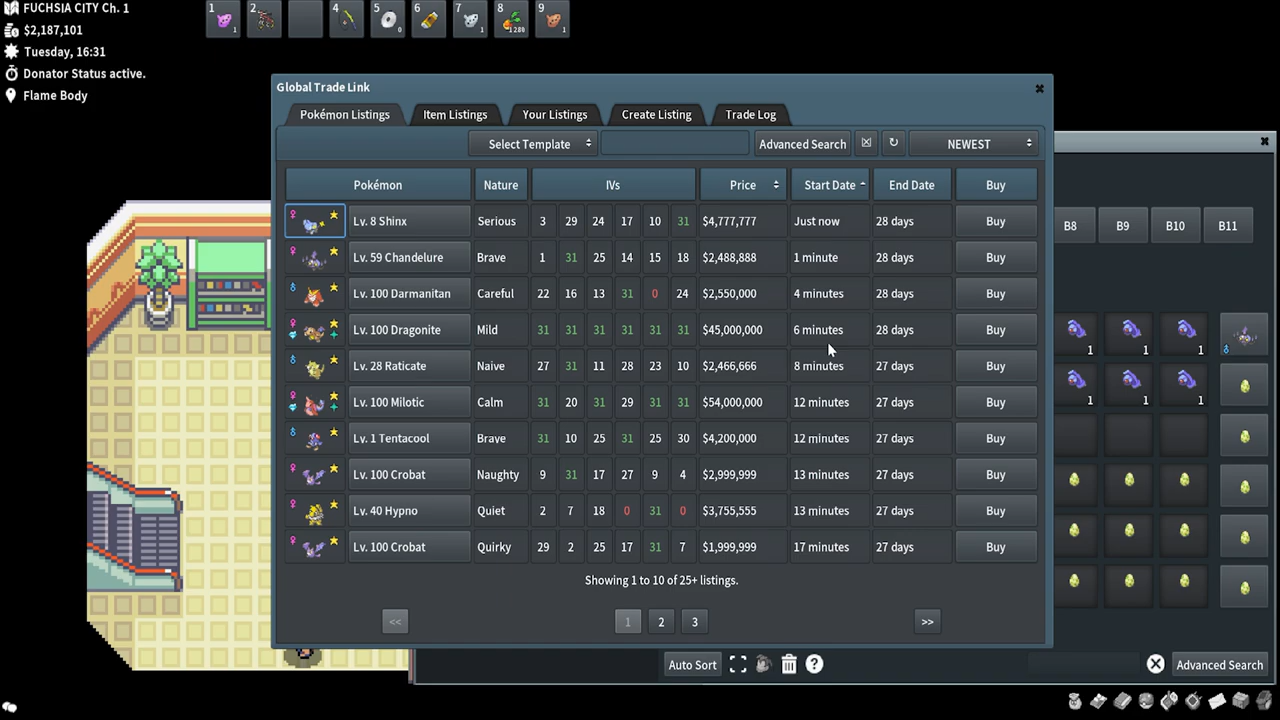 FUCHSIA CITY Ch. 1
$2,187,101
Tuesday, 16:31
Donator Status active.
Flame Body
1 2 4 5 6 7 8 9
1 0 1 1280 1
Global Trade Link
Pokémon Listings Item Listings Your Listings Create Listing Trade Log
Select Template Advanced Search NEWEST
Pokémon Nature IVs Price Start Date End Date Buy
Lv. 8 Shinx Serious 3 29 24 17 10 31 $4,777,777 Just now 28 days Buy
Lv. 59 Chandelure Brave 1 31 25 14 15 18 $2,488,888 1 minute 28 days Buy
Lv. 100 Darmanitan Careful 22 16 13 31 0 24 $2,550,000 4 minutes 28 days Buy
Lv. 100 Dragonite Mild 31 31 31 31 31 31 $45,000,000 6 minutes 28 days Buy
Lv. 28 Raticate Naive 27 31 11 28 23 10 $2,466,666 8 minutes 27 days Buy
Lv. 100 Milotic Calm 31 20 31 29 31 31 $54,000,000 12 minutes 27 days Buy
Lv. 1 Tentacool Brave 31 10 25 31 25 30 $4,200,000 12 minutes 27 days Buy
Lv. 100 Crobat Naughty 9 31 17 27 9 4 $2,999,999 13 minutes 27 days Buy
Lv. 40 Hypno Quiet 2 7 18 0 31 0 $3,755,555 13 minutes 27 days Buy
Lv. 100 Crobat Quirky 29 2 25 17 31 7 $1,999,999 17 minutes 27 days Buy
Showing 1 to 10 of 25+ listings.
<< 1 2 3 >>
B8 B9 B10 B11
1 1 1
1 1 1
Auto Sort ? Advanced Search